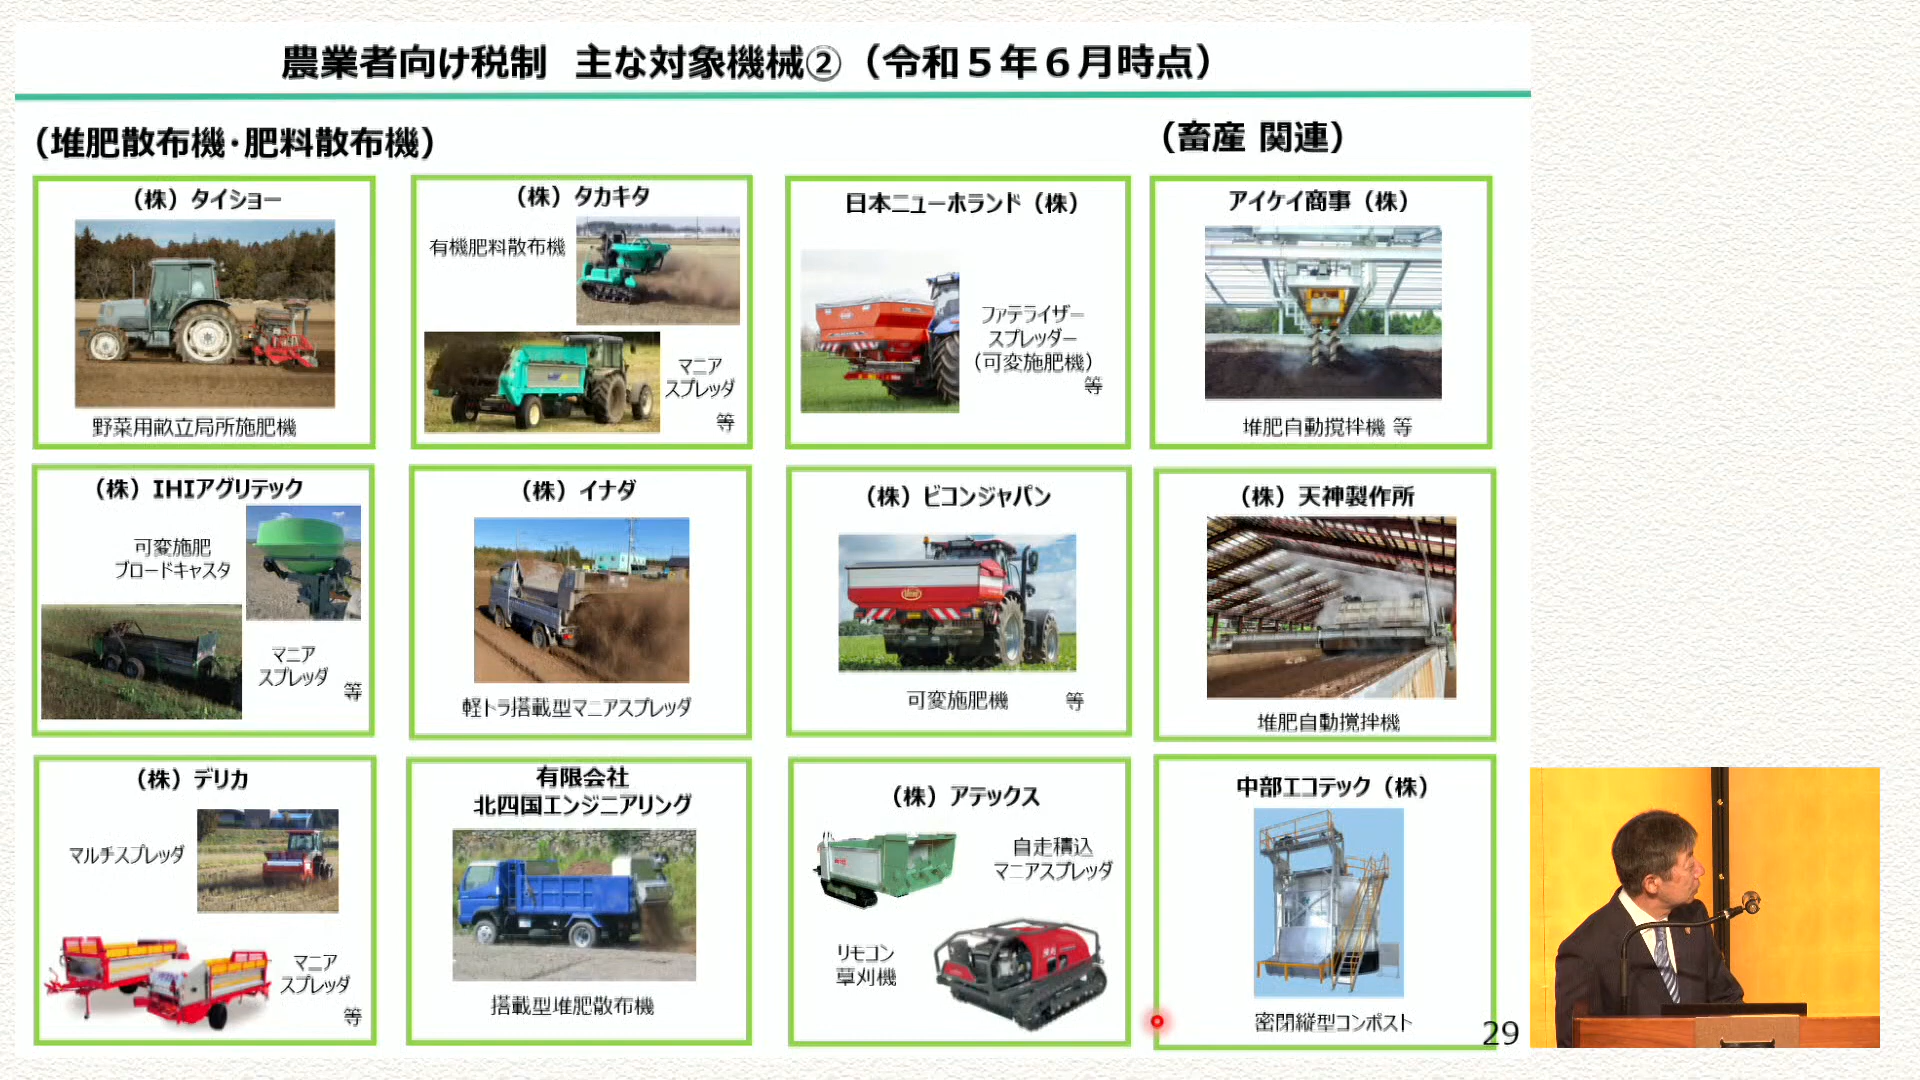 農業者向け税制 主な対象機械②（令和５年６月時点）
（堆肥散布機・肥料散布機）
（畜産 関連）
（株）タイショー
野菜用畝立局所施肥機
（株）タカキタ
有機肥料散布機
マニア
スプレッダ
等
日本ニューホランド（株）
ファテライザー
スプレッダー
（可変施肥機）
等
アイケイ商事（株）
堆肥自動撹拌機 等
（株）IHIアグリテック
可変施肥
ブロードキャスタ
マニア
スプレッダ
等
（株）イナダ
軽トラ搭載型マニアスプレッダ
（株）ビコンジャパン
可変施肥機 等
（株）天神製作所
堆肥自動撹拌機
（株）デリカ
マルチスプレッダ
マニア
スプレッダ
等
有限会社
北四国エンジニアリング
搭載型堆肥散布機
（株）アテックス
自走積込
マニアスプレッダ
リモコン
草刈機
中部エコテック（株）
密閉縦型コンポスト
29